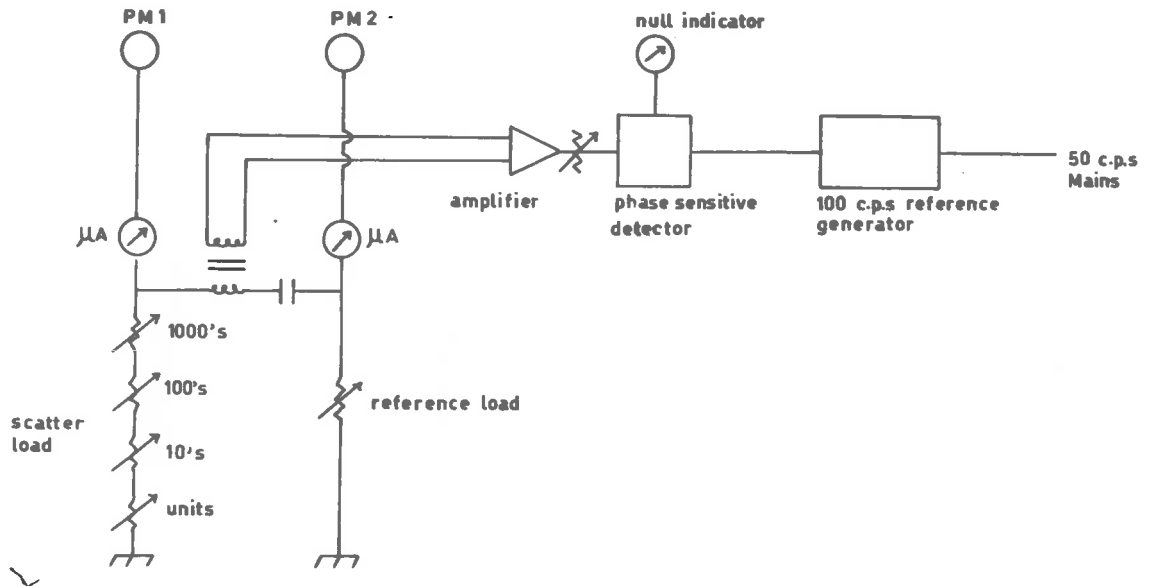 PM1
PM2
null indicator
amplifier
phase sensitive
detector
100 c.p.s reference
generator
50 c.p.s
Mains
μA
μA
1000's
100's
10's
units
scatter
load
reference load